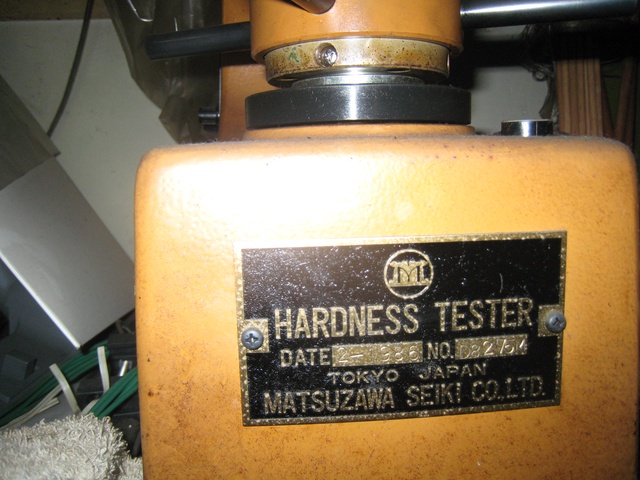 HARDNESS TESTER
DATE 2-1986 NO.
TOKYO JAPAN
MATSUZAWA SEIKI CO.,LTD.